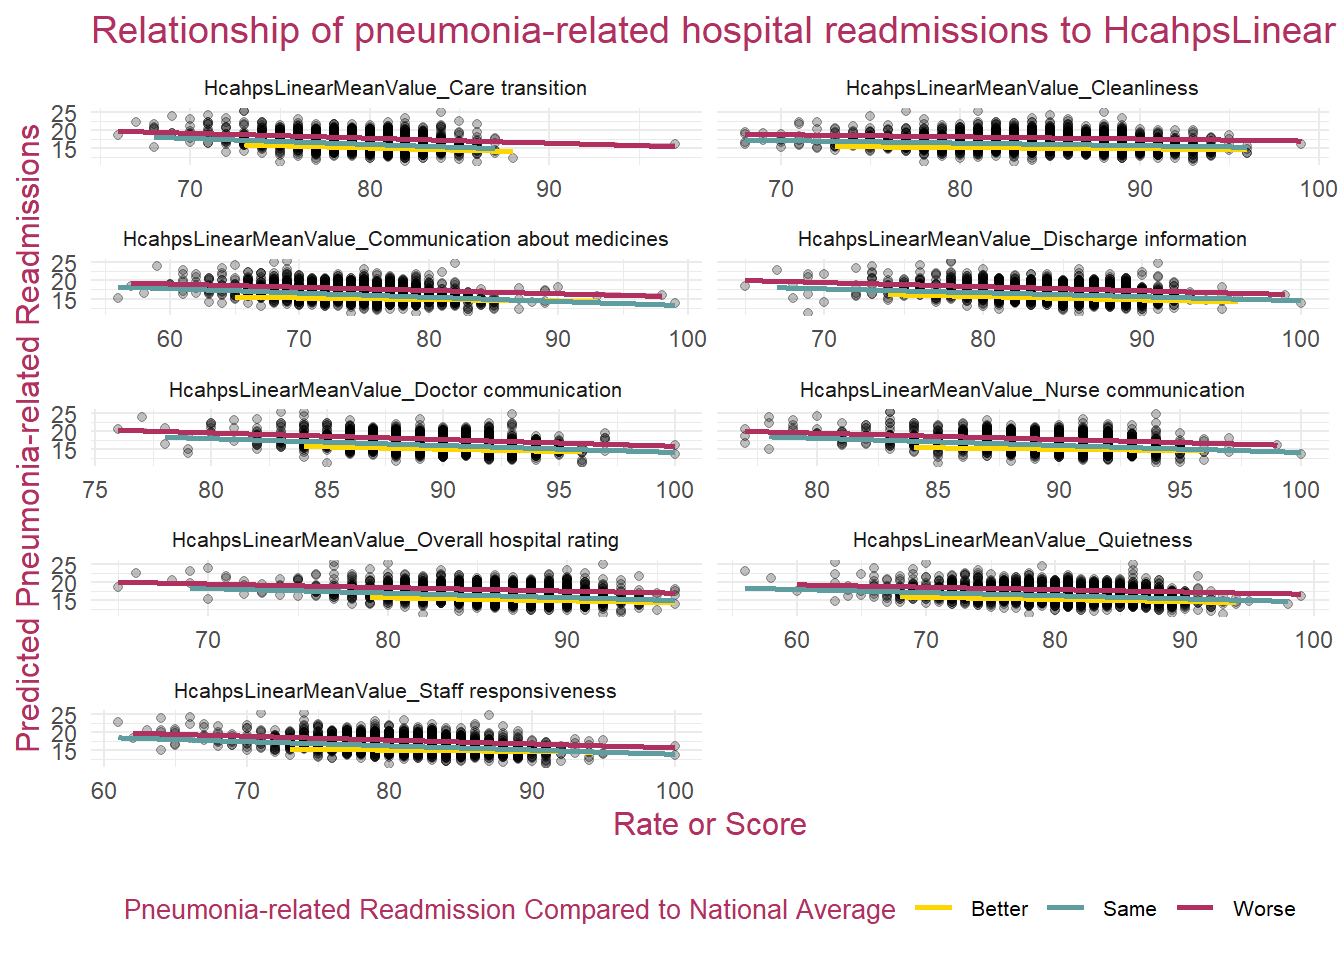 Relationship of pneumonia-related hospital readmissions to HcahpsLinear
Predicted Pneumonia-related Readmissions
HcahpsLinearMeanValue_Care transition
25
20
15
70 80 90
HcahpsLinearMeanValue_Cleanliness
70 80 90 100
HcahpsLinearMeanValue_Communication about medicines
25
20
15
60 70 80 90 100
HcahpsLinearMeanValue_Discharge information
70 80 90
HcahpsLinearMeanValue_Doctor communication
25
20
15
75 80 85 90 95 100
HcahpsLinearMeanValue_Nurse communication
80 85 90 95 100
HcahpsLinearMeanValue_Overall hospital rating
25
20
15
70 80 90
HcahpsLinearMeanValue_Quietness
60 70 80 90 100
HcahpsLinearMeanValue_Staff responsiveness
25
20
15
60 70 80 90 100
Rate or Score
Pneumonia-related Readmission Compared to National Average Better Same Worse